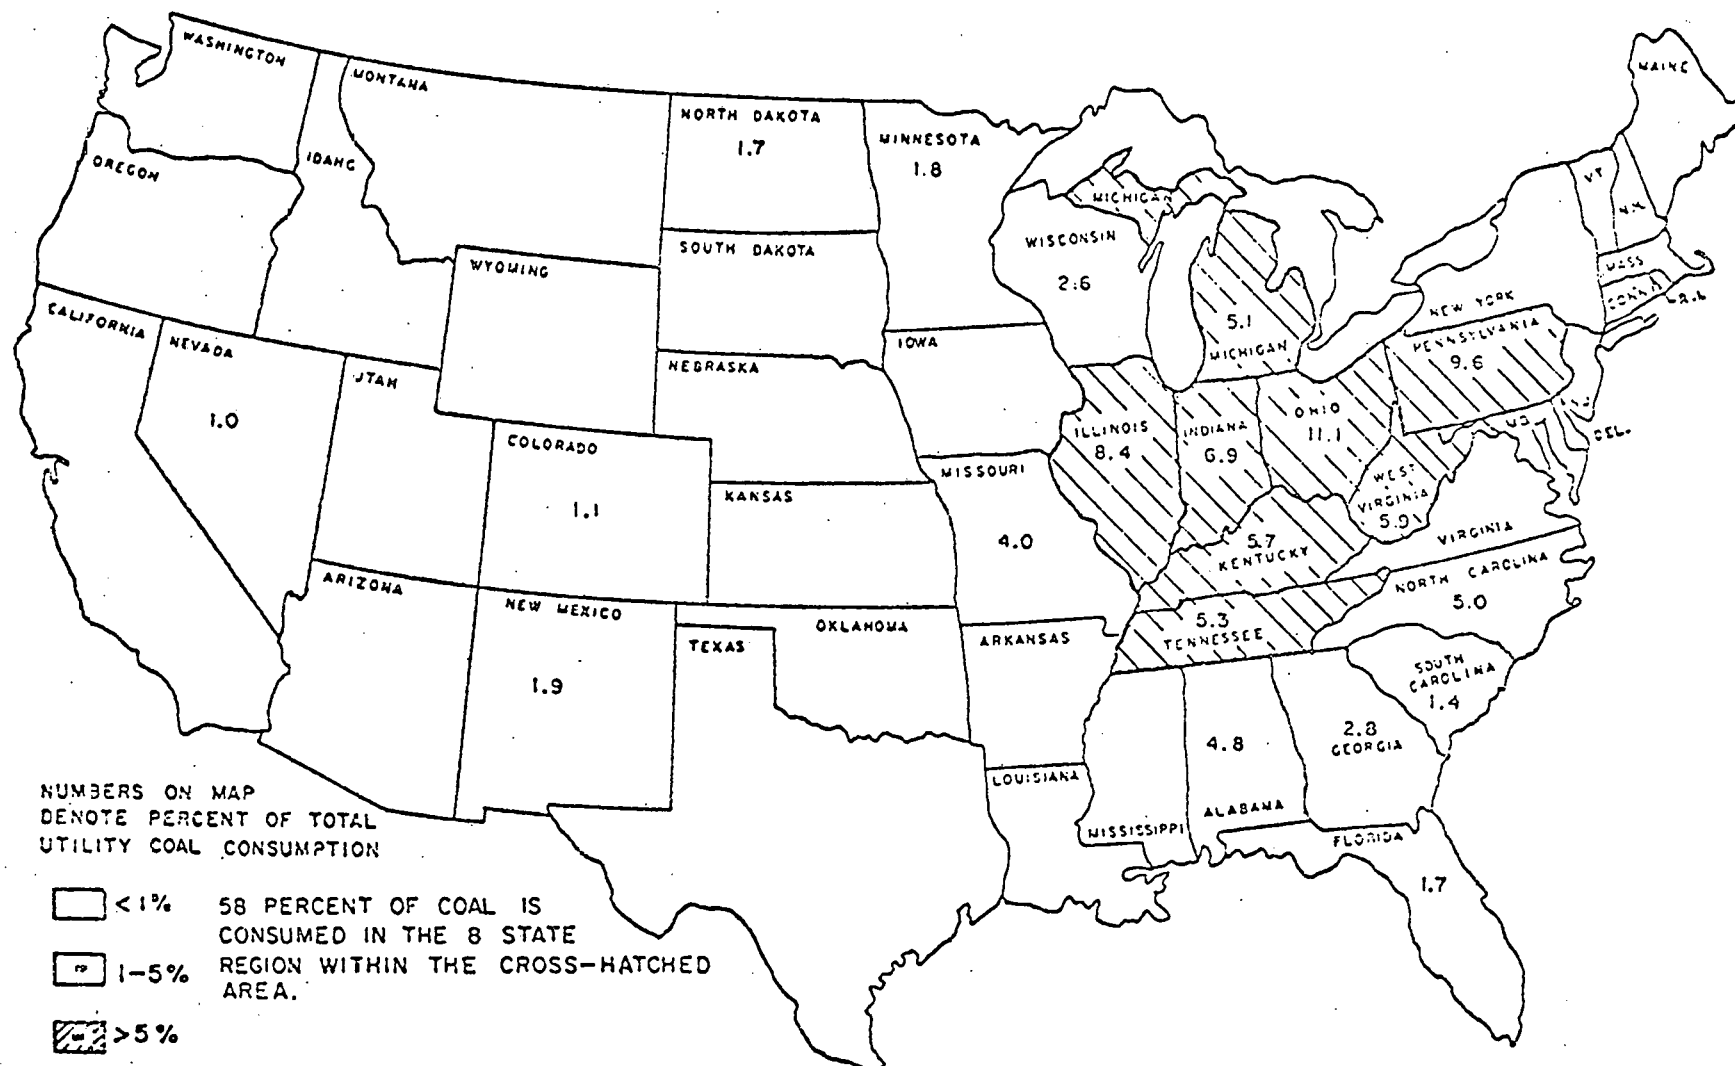 WASHINGTON
MONTANA
MAINE
NORTH DAKOTA
1.7
MINNESOTA
1.8
OREGON
IDAHO
VT.
N.H.
MICHIGAN
WISCONSIN
2.6
SOUTH DAKOTA
WYOMING
MASS
CONN.
R.I.
NEW YORK
CALIFORNIA
NEVADA
1.0
UTAH
NEBRASKA
IOWA
5.1
MICHIGAN
PENNSYLVANIA
9.6
COLORADO
1.1
ILLINOIS
8.4
INDIANA
6.9
OHIO
11.1
N.J.
MD.
DEL.
MISSOURI
4.0
KANSAS
WEST
VIRGINIA
5.9
VIRGINIA
5.7
KENTUCKY
ARIZONA
NEW MEXICO
1.9
NORTH CAROLINA
5.0
TEXAS
OKLAHOMA
ARKANSAS
5.3
TENNESSEE
SOUTH
CAROLINA
1.4
4.8
ALABAMA
2.8
GEORGIA
LOUISIANA
MISSISSIPPI
FLORIDA
1.7
NUMBERS ON MAP
DENOTE PERCENT OF TOTAL
UTILITY COAL CONSUMPTION
<1%
1-5%
>5%
58 PERCENT OF COAL IS
CONSUMED IN THE 8 STATE
REGION WITHIN THE CROSS-HATCHED
AREA.